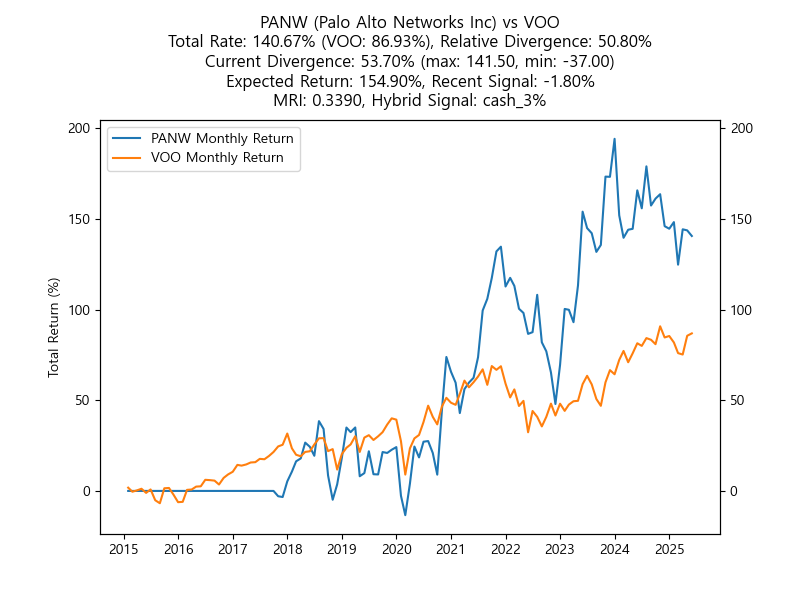 PANW (Palo Alto Networks Inc) vs VOO
Total Rate: 140.67% (VOO: 86.93%), Relative Divergence: 50.80%
Current Divergence: 53.70% (max: 141.50, min: -37.00)
Expected Return: 154.90%, Recent Signal: -1.80%
MRI: 0.3390, Hybrid Signal: cash_3%
PANW Monthly Return
VOO Monthly Return
Total Return (%)
200 200
150 150
100 100
50 50
0 0
2015 2016 2017 2018 2019 2020 2021 2022 2023 2024 2025